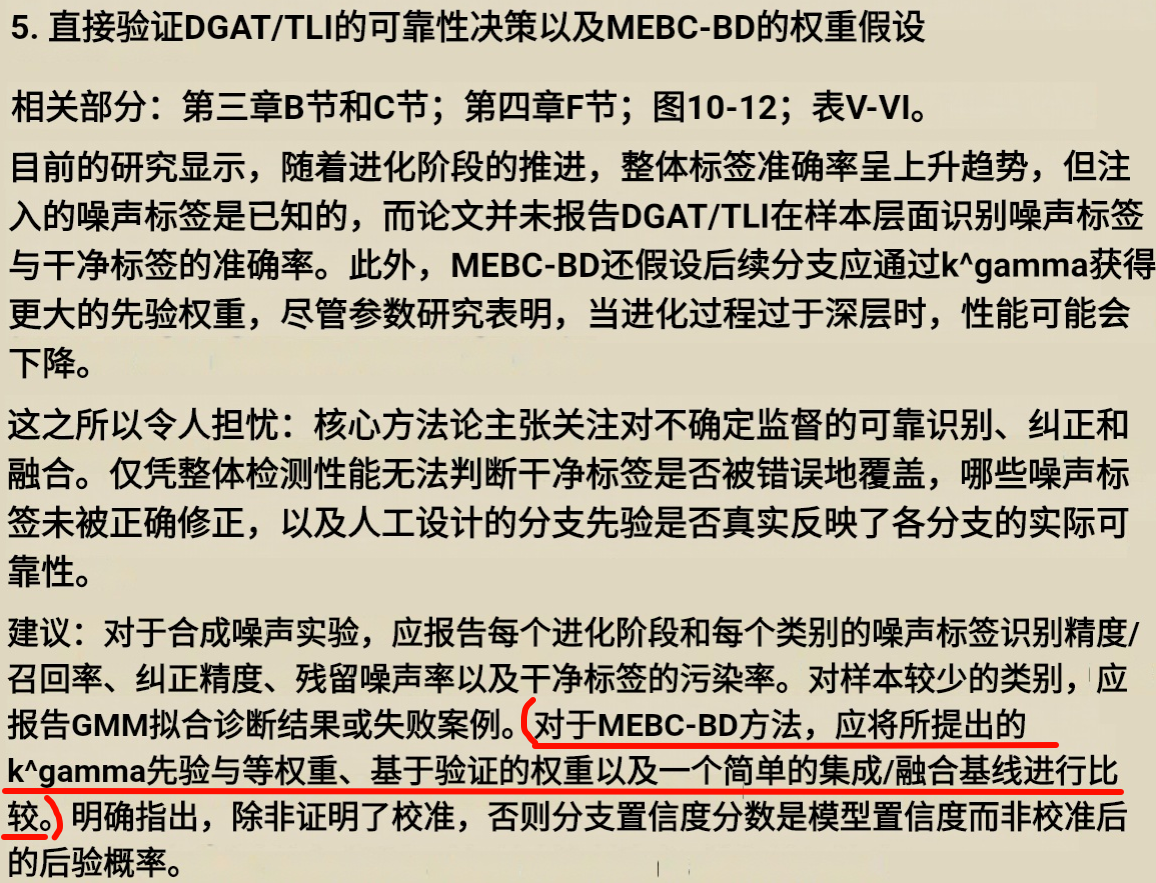 5. 直接验证DGAT/TLI的可靠性决策以及MEBC-BD的权重假设
相关部分：第三章B节和C节；第四章F节；图10-12；表V-VI。
目前的研究显示，随着进化阶段的推进，整体标签准确率呈上升趋势，但注
入的噪声标签是已知的，而论文并未报告DGAT/TLI在样本层面识别噪声标签
与干净标签的准确率。此外，MEBC-BD还假设后续分支应通过k^gamma获得
更大的先验权重，尽管参数研究表明，当进化过程过于深层时，性能可能会
下降。
这之所以令人担忧：核心方法论主张关注对不确定监督的可靠识别、纠正和
融合。仅凭整体检测性能无法判断干净标签是否被错误地覆盖，哪些噪声标
签未被正确修正，以及人工设计的分支先验是否真实反映了各分支的实际可
靠性。
建议：对于合成噪声实验，应报告每个进化阶段和每个类别的噪声标签识别精度/
召回率、纠正精度、残留噪声率以及干净标签的污染率。对样本较少的类别，应
报告GMM拟合诊断结果或失败案例。对于MEBC-BD方法，应将所提出的
k^gamma先验与等权重、基于验证的权重以及一个简单的集成/融合基线进行比
较。明确指出，除非证明了校准，否则分支置信度分数是模型置信度而非校准后
的后验概率。